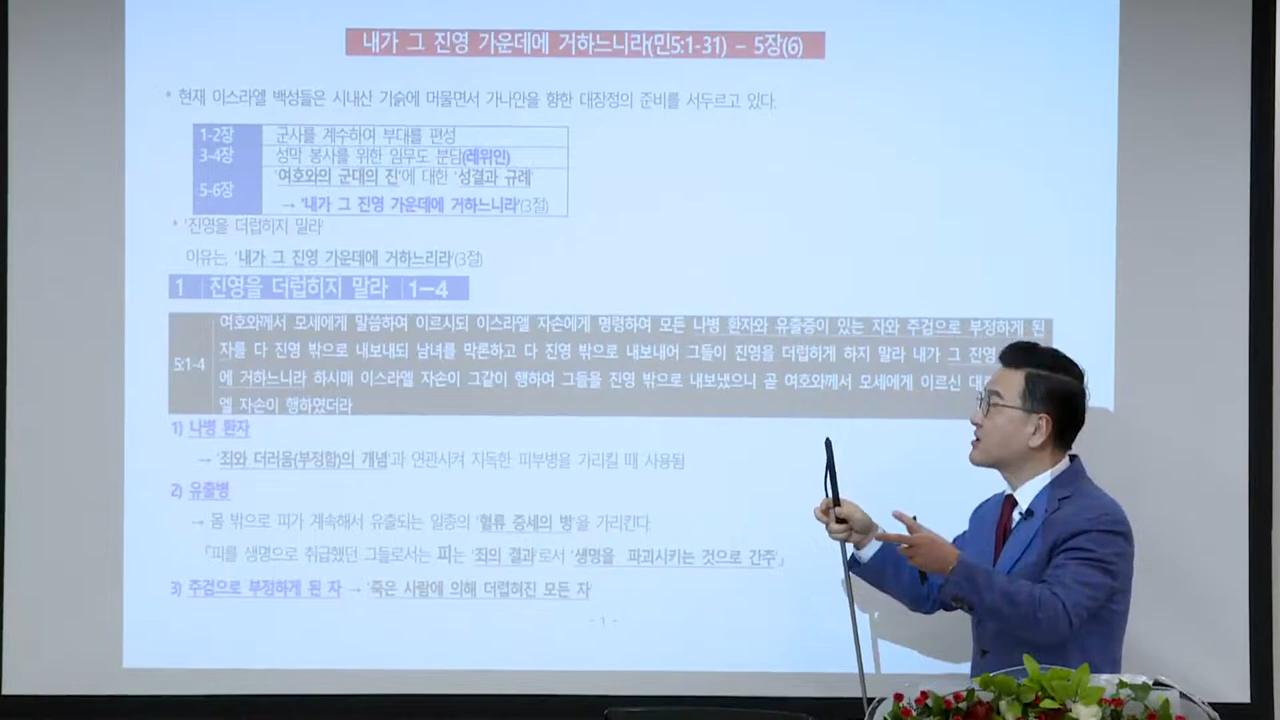 내가 그 진영 가운데에 거하느니라(민5:1-31) - 5장(6)
* 현재 이스라엘 백성들은 시내산 기슭에 머물면서 가나안을 향한 대장정의 준비를 서두르고 있다.
1-2장 군사를 계수하여 부대를 편성
3-4장 성막 봉사를 위한 임무도 분담(레위인)
5-6장 '여호와의 군대의 진'에 대한 '성결과 규례'
→ '내가 그 진영 가운데에 거하느니라'(3절)
* '진영을 더럽히지 말라'
이유는, '내가 그 진영 가운데에 거하느리라'(3절)
1 진영을 더럽히지 말라 1-4
여호와께서 모세에게 말씀하여 이르시되 이스라엘 자손에게 명령하여 모든 나병 환자와 유출증이 있는 자와 주검으로 부정하게 된
5:1-4 자를 다 진영 밖으로 내보내되 남녀를 막론하고 다 진영 밖으로 내보내어 그들이 진영을 더럽히게 하지 말라 내가 그 진영
에 거하느니라 하시매 이스라엘 자손이 그같이 행하여 그들을 진영 밖으로 내보냈으니 곧 여호와께서 모세에게 이르신 대
엘 자손이 행하였더라
1) 나병 환자
→ '죄와 더러움(부정함)의 개념'과 연관시켜 지독한 피부병을 가리킬 때 사용됨
2) 유출병
→ 몸 밖으로 피가 계속해서 유출되는 일종의 '혈류 증세의 병'을 가리킨다
「피를 생명으로 취급했던 그들로서는 피는 '죄의 결과'로서 '생명을 파괴시키는 것으로 간주'」
3) 주검으로 부정하게 된 자 → '죽은 사람에 의해 더렵혀진 모든 자'
- 1 -